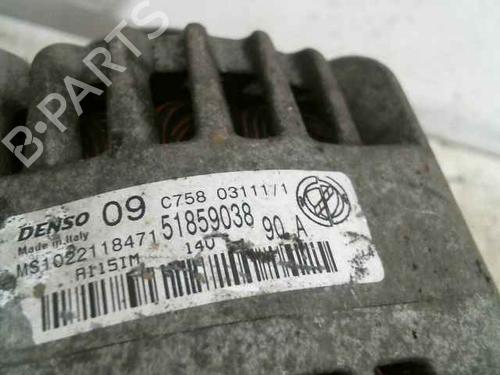 B-PARTS
DENSO 09 C758 03111/1
Made in Italy
MS1022118471 51859038 90 A
A115IM 140